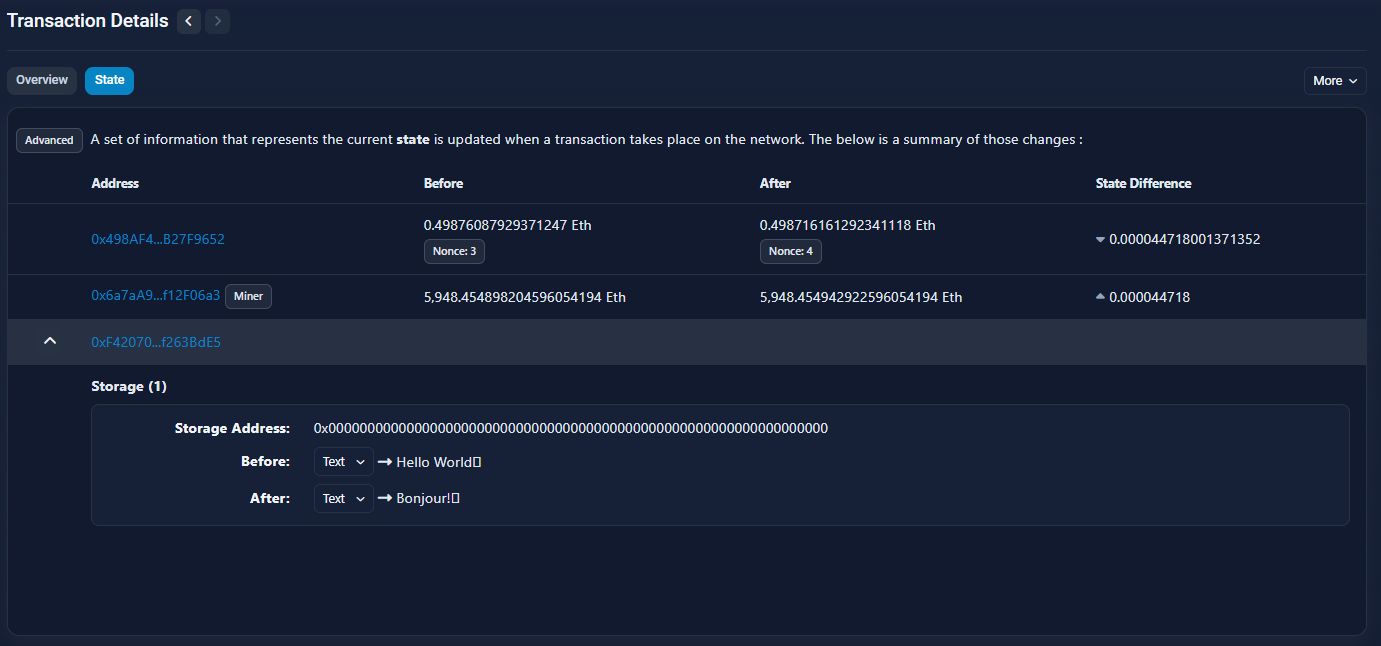 Transaction Details
Overview State More
Advanced A set of information that represents the current state is updated when a transaction takes place on the network. The below is a summary of those changes :
Address Before After State Difference
0x498AF4...B27F9652 0.49876087929371247 Eth 0.498716161292341118 Eth 0.000044718001371352
Nonce: 3 Nonce: 4
0x6a7aA9...f12F06a3 Miner 5,948.454898204596054194 Eth 5,948.454942922596054194 Eth 0.000044718
0xF42070...f263BdE5
Storage (1)
Storage Address: 0x0000000000000000000000000000000000000000000000000000000000000000
Before: Text → Hello World
After: Text → Bonjour!